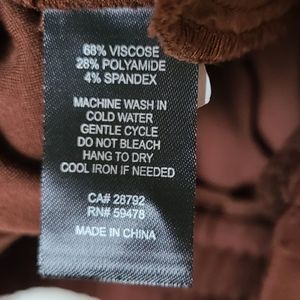 68% VISCOSE
28% POLYAMIDE
4% SPANDEX
MACHINE WASH IN
COLD WATER
GENTLE CYCLE
DO NOT BLEACH
HANG TO DRY
COOL IRON IF NEEDED
CA# 28792
RN# 59478
MADE IN CHINA